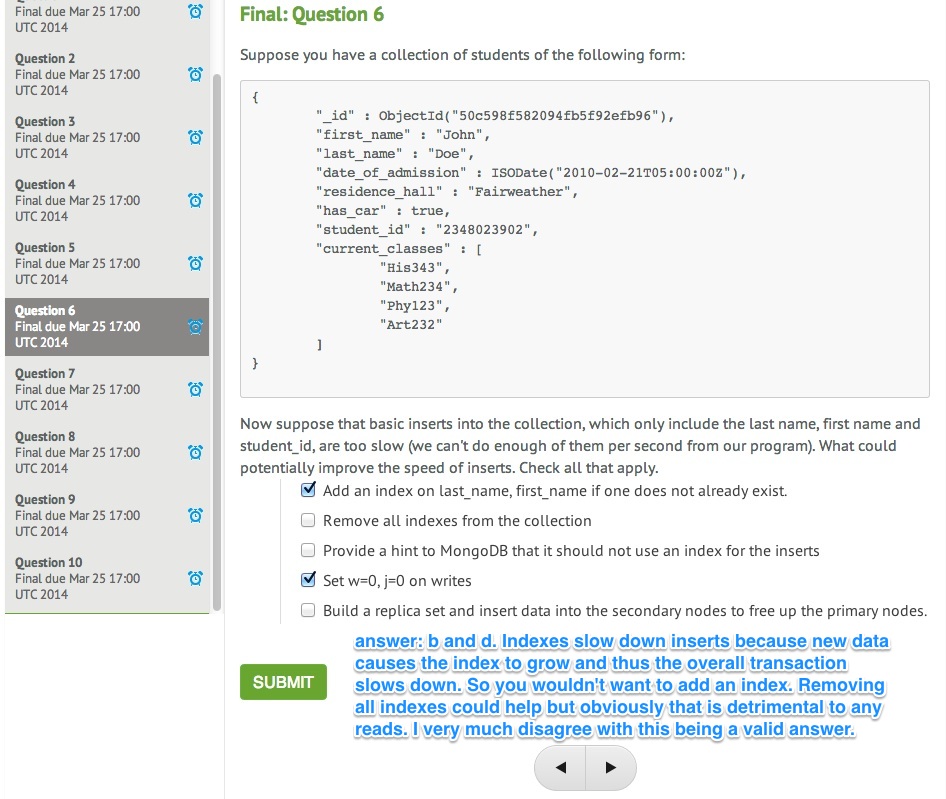 Final due Mar 25 17:00
UTC 2014
Question 2
Final due Mar 25 17:00
UTC 2014
Question 3
Final due Mar 25 17:00
UTC 2014
Question 4
Final due Mar 25 17:00
UTC 2014
Question 5
Final due Mar 25 17:00
UTC 2014
Question 6
Final due Mar 25 17:00
UTC 2014
Question 7
Final due Mar 25 17:00
UTC 2014
Question 8
Final due Mar 25 17:00
UTC 2014
Question 9
Final due Mar 25 17:00
UTC 2014
Question 10
Final due Mar 25 17:00
UTC 2014
Final: Question 6
Suppose you have a collection of students of the following form:
{
"_id" : ObjectId("50c598f582094fb5f92efb96"),
"first_name" : "John",
"last_name" : "Doe",
"date_of_admission" : ISODate("2010-02-21T05:00:00Z"),
"residence_hall" : "Fairweather",
"has_car" : true,
"student_id" : "2348023902",
"current_classes" : [
"His343",
"Math234",
"Phy123",
"Art232"
]
}
Now suppose that basic inserts into the collection, which only include the last name, first name and
student_id, are too slow (we can't do enough of them per second from our program). What could
potentially improve the speed of inserts. Check all that apply.
Add an index on last_name, first_name if one does not already exist.
Remove all indexes from the collection
Provide a hint to MongoDB that it should not use an index for the inserts
Set w=0, j=0 on writes
Build a replica set and insert data into the secondary nodes to free up the primary nodes.
answer: b and d. Indexes slow down inserts because new data
causes the index to grow and thus the overall transaction
slows down. So you wouldn't want to add an index. Removing
all indexes could help but obviously that is detrimental to any
reads. I very much disagree with this being a valid answer.
SUBMIT